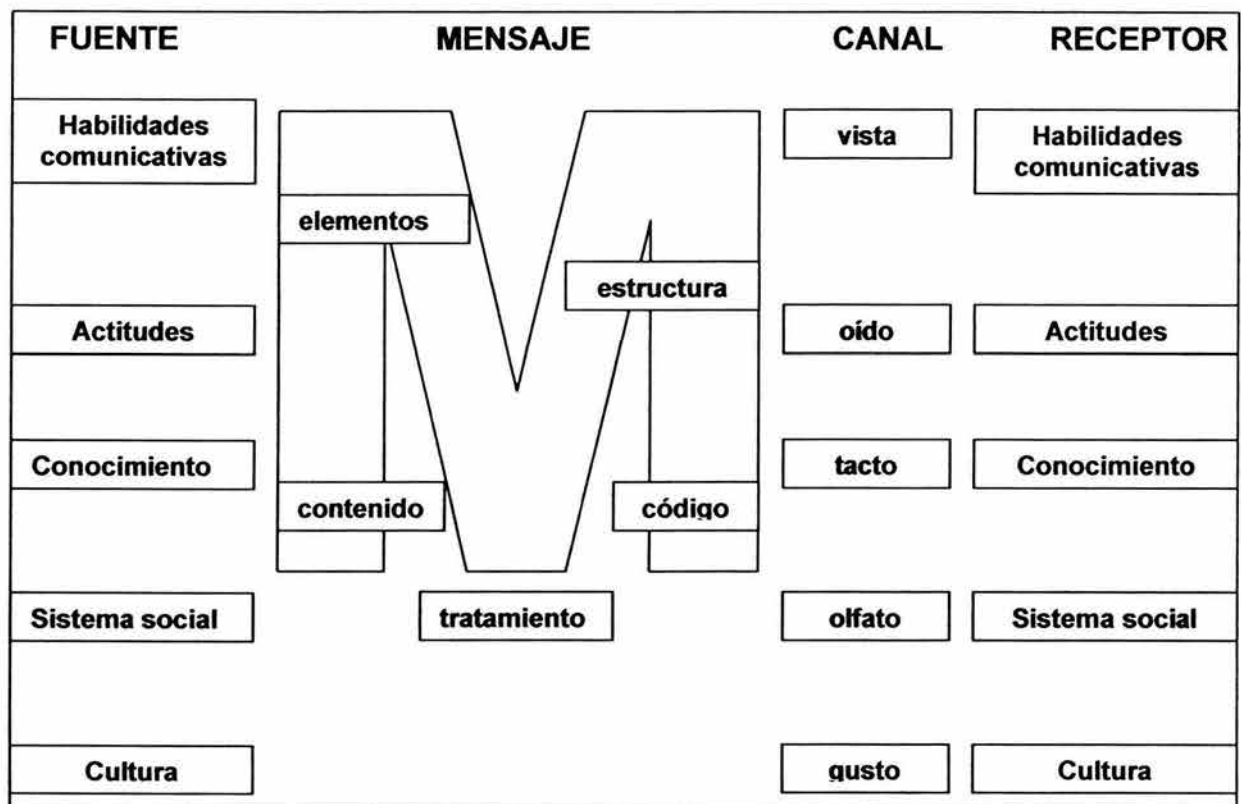 FUENTE
MENSAJE
CANAL
RECEPTOR
Habilidades
comunicativas
elementos
estructura
vista
Habilidades
comunicativas
Actitudes
oído
Actitudes
Conocimiento
contenido
código
tacto
Conocimiento
Sistema social
tratamiento
olfato
Sistema social
Cultura
gusto
Cultura